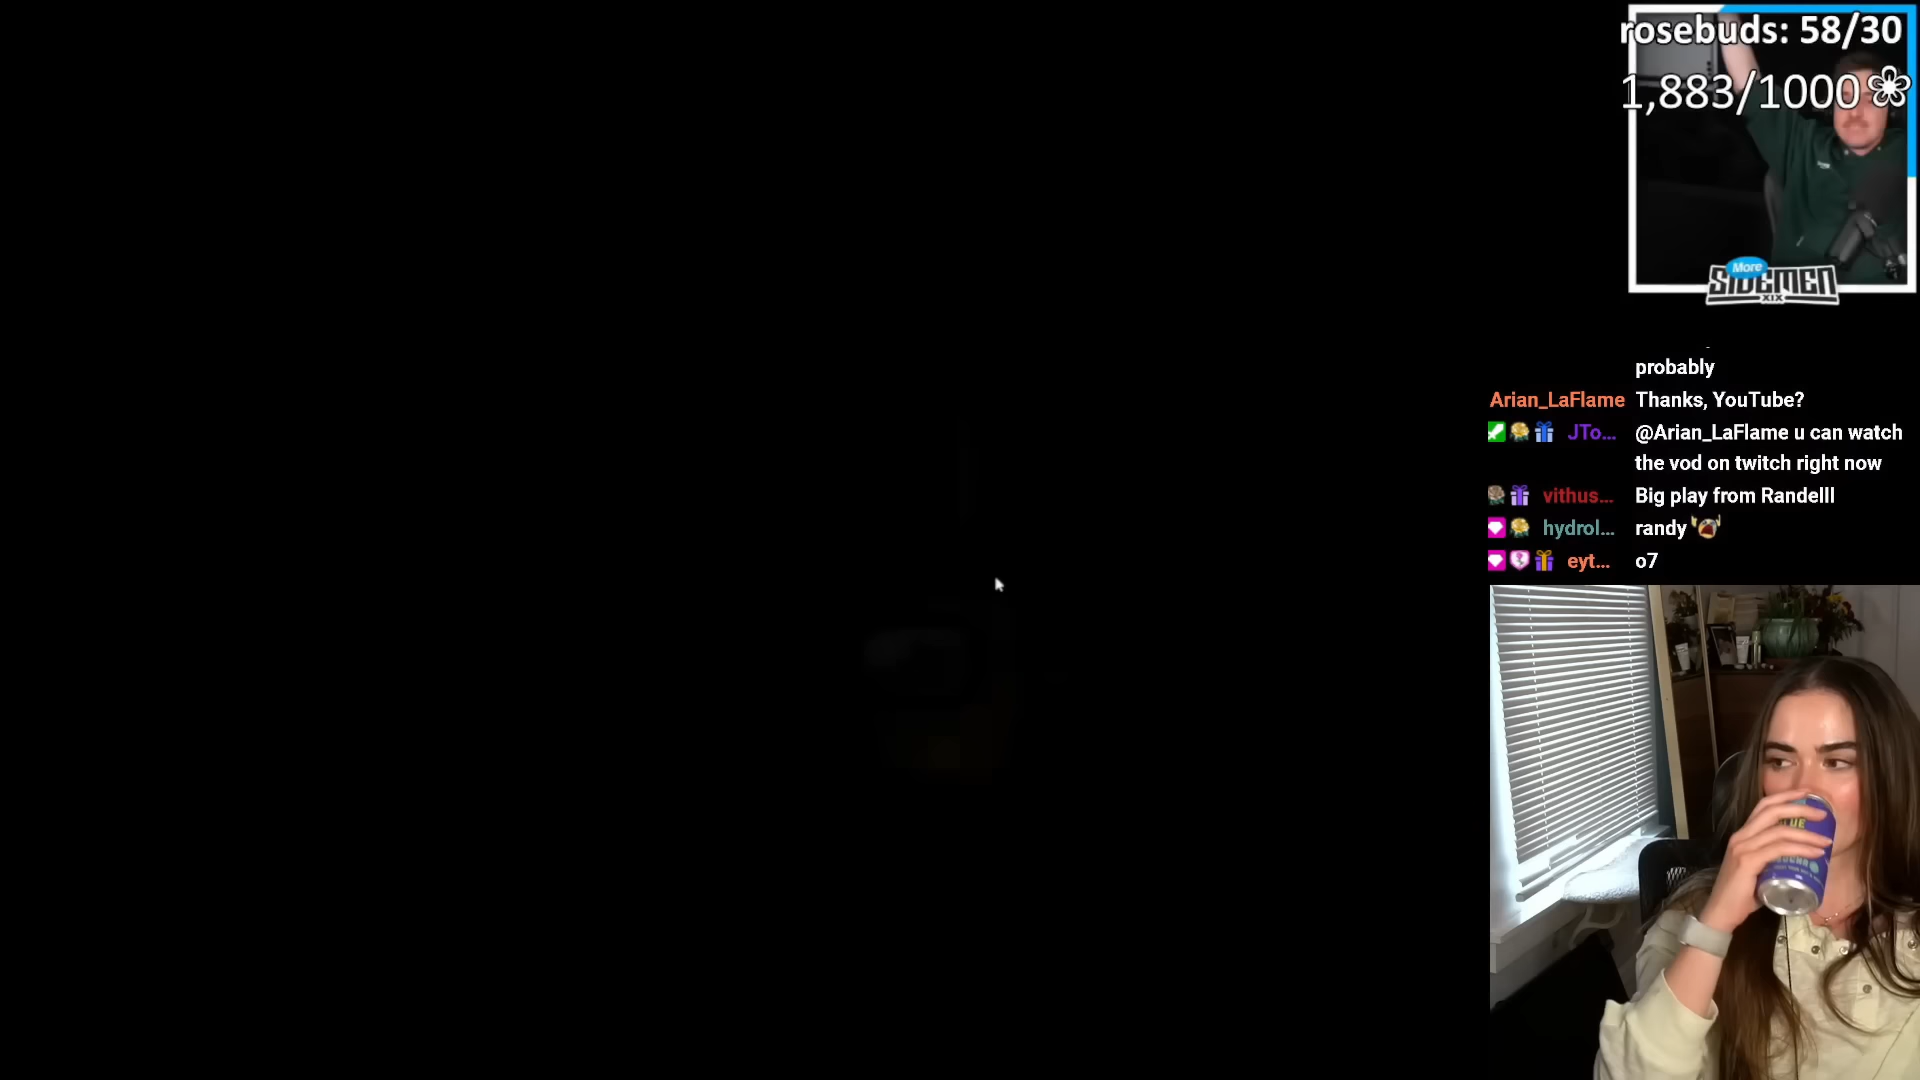 rosebuds: 58/30
1,883/1000
More
SIDEMEN
XIX
probably
Arian_LaFlame Thanks, YouTube?
JTo... @Arian_LaFlame u can watch
the vod on twitch right now
vithus... Big play from Randelll
hydrol... randy
eyt... o7